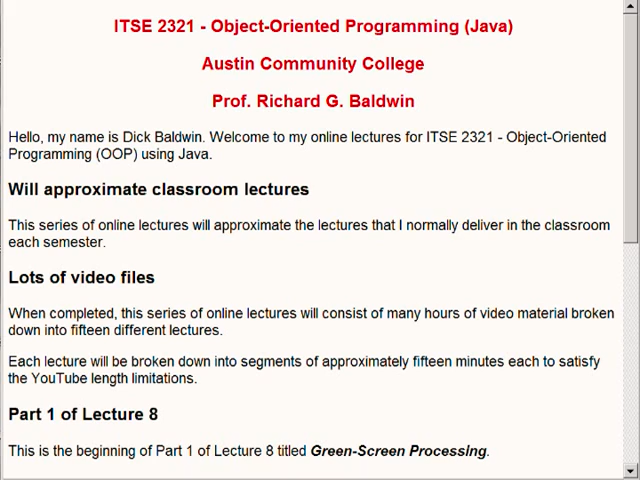 ITSE 2321 - Object-Oriented Programming (Java)
Austin Community College
Prof. Richard G. Baldwin
Hello, my name is Dick Baldwin. Welcome to my online lectures for ITSE 2321 - Object-Oriented
Programming (OOP) using Java.
Will approximate classroom lectures
This series of online lectures will approximate the lectures that I normally deliver in the classroom
each semester.
Lots of video files
When completed, this series of online lectures will consist of many hours of video material broken
down into fifteen different lectures.
Each lecture will be broken down into segments of approximately fifteen minutes each to satisfy
the YouTube length limitations.
Part 1 of Lecture 8
This is the beginning of Part 1 of Lecture 8 titled Green-Screen Processing.